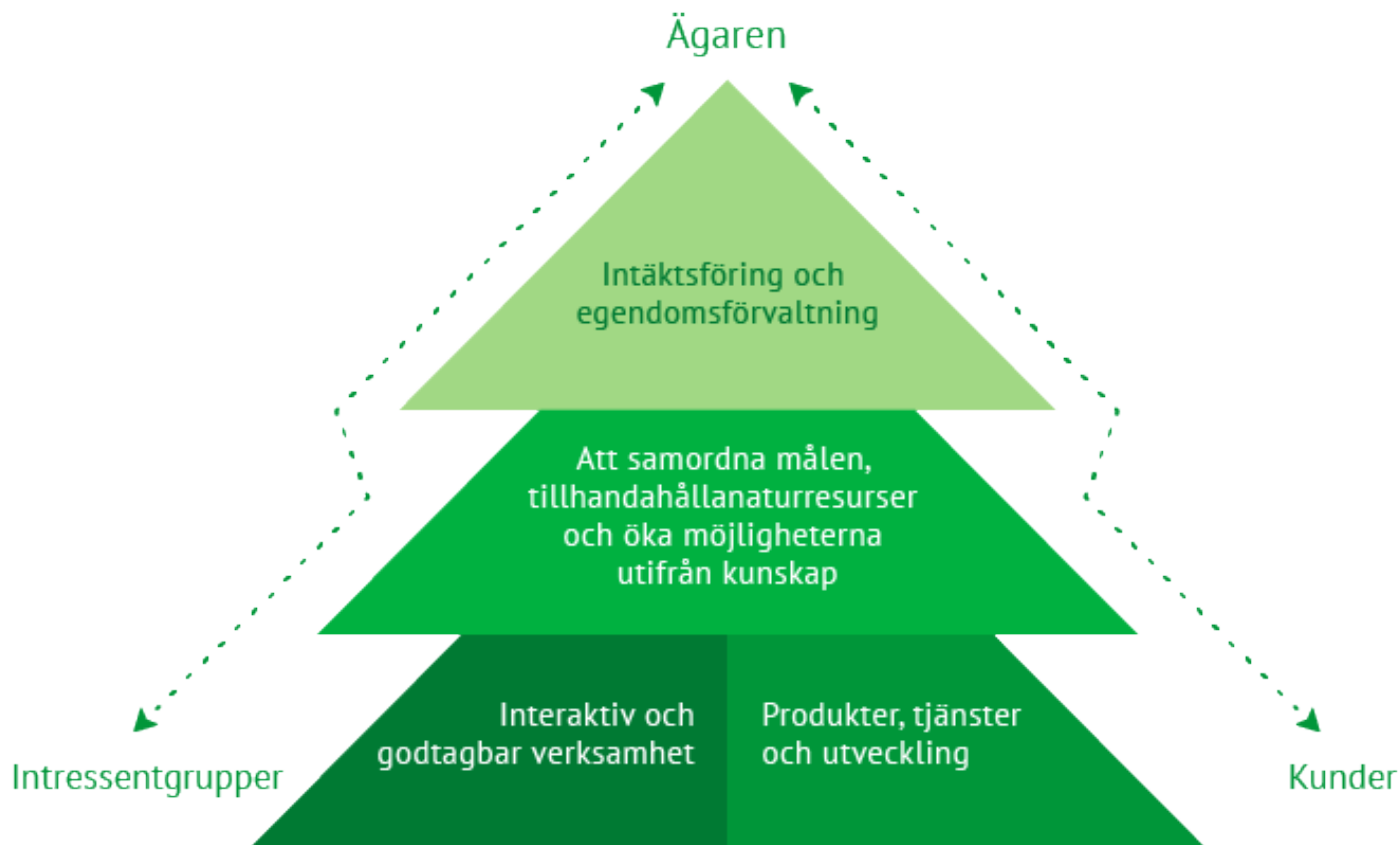 Ägaren
Intäktsföring och
egendomsförvaltning
Att samordna målen,
tillhandahållanaturresurser
och öka möjligheterna
utifrån kunskap
Interaktiv och
godtagbar verksamhet
Produkter, tjänster
och utveckling
Intressentgrupper
Kunder